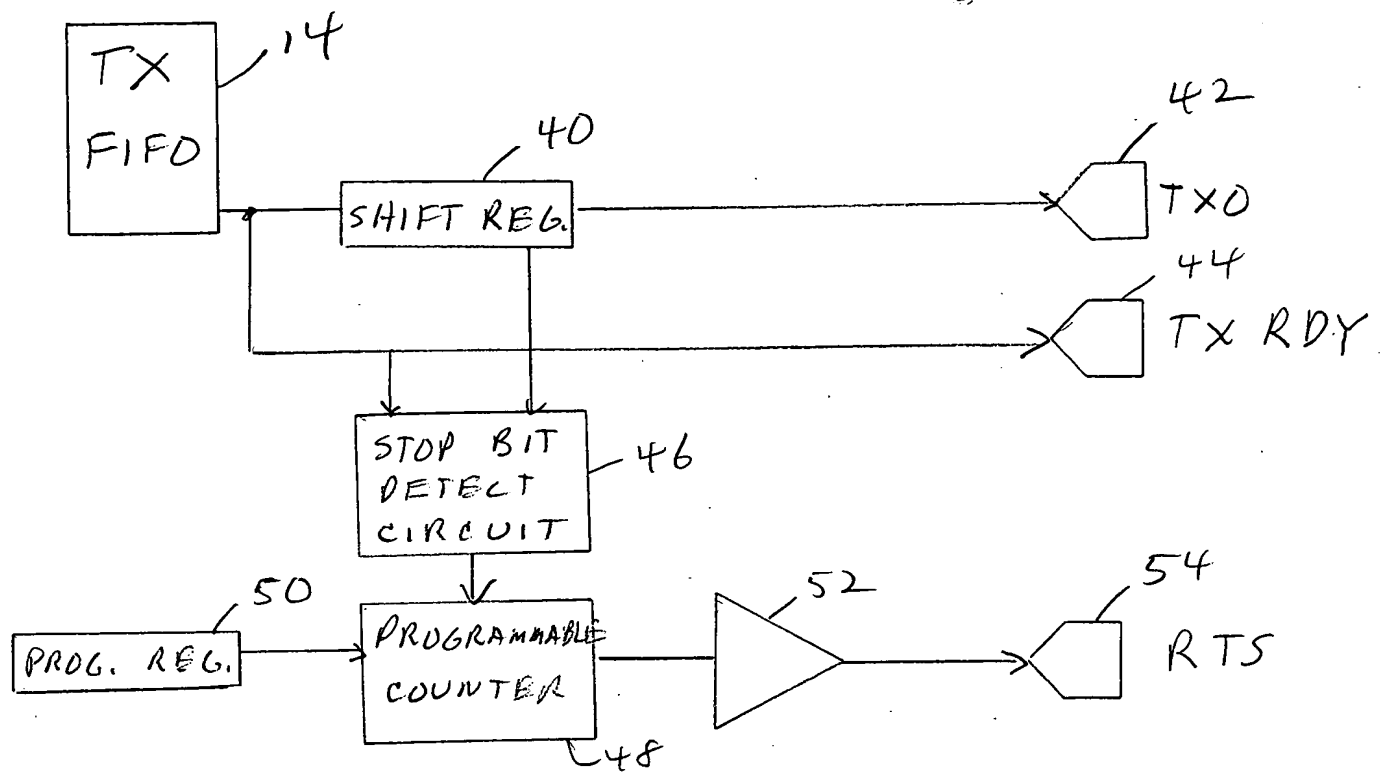 TX
FIFO
14
40
SHIFT REG.
42
TXO
44
TX RDY
STOP BIT
DETECT
CIRCUIT
46
50
PROG. REG.
PROGRAMMABLE
COUNTER
48
52
54
RTS